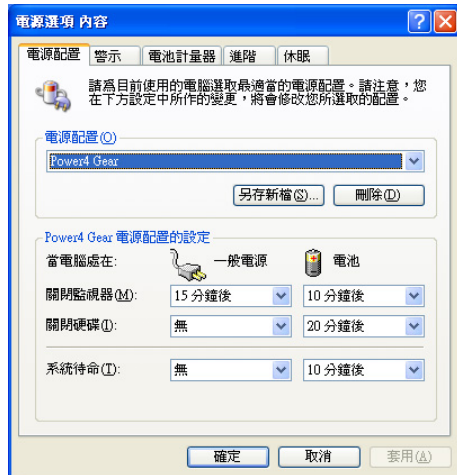 電源選項 內容
電源配置 警示 電池計量器 進階 休眠
請為目前使用的電腦選取最適當的電源配置。請注意，您
在下方設定中所作的變更，將會修改您所選取的配置。
電源配置(O)
Power4 Gear
另存新檔(S)... 刪除(D)
Power4 Gear 電源配置的設定
當電腦處在: 一般電源 電池
關閉監視器(M): 15 分鐘後 10 分鐘後
關閉硬碟(I): 無 20 分鐘後
系統待命(T): 無 10 分鐘後
確定 取消 套用(A)